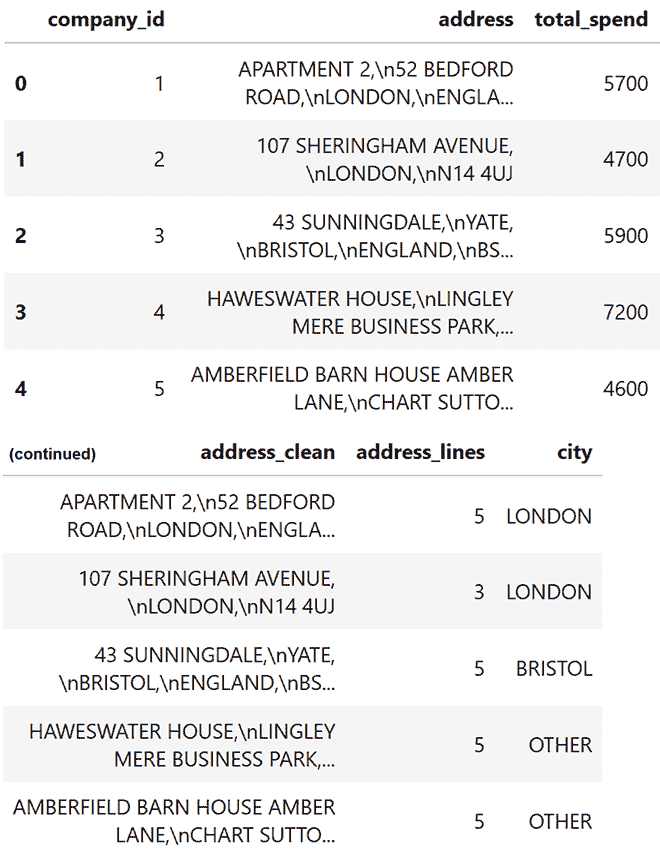 company_id address total_spend
0 1 APARTMENT 2,\n52 BEDFORD 5700
ROAD,\nLONDON,\nENGLA...
1 2 107 SHERINGHAM AVENUE, 4700
\nLONDON,\nN14 4UJ
2 3 43 SUNNINGDALE,\nYATE, 5900
\nBRISTOL,\nENGLAND,\nBS...
3 4 HAWESWATER HOUSE,\nLINGLEY 7200
MERE BUSINESS PARK,...
4 5 AMBERFIELD BARN HOUSE AMBER 4600
LANE,\nCHART SUTTO...
(continued) address_clean address_lines city
APARTMENT 2,\n52 BEDFORD 5 LONDON
ROAD,\nLONDON,\nENGLA...
107 SHERINGHAM AVENUE, 3 LONDON
\nLONDON,\nN14 4UJ
43 SUNNINGDALE,\nYATE, 5 BRISTOL
\nBRISTOL,\nENGLAND,\nBS...
HAWESWATER HOUSE,\nLINGLEY 5 OTHER
MERE BUSINESS PARK,...
AMBERFIELD BARN HOUSE AMBER 5 OTHER
LANE,\nCHART SUTTO...